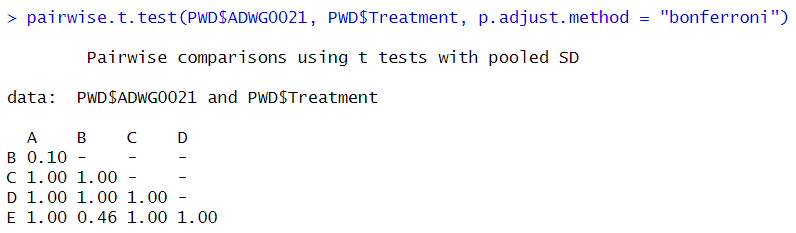 > pairwise.t.test(PWD$ADWG0021, PWD$Treatment, p.adjust.method = "bonferroni")
Pairwise comparisons using t tests with pooled SD
data:  PWD$ADWG0021 and PWD$Treatment
  A    B    C    D
B 0.10 -    -    -
C 1.00 1.00 -    -
D 1.00 1.00 1.00 -
E 1.00 0.46 1.00 1.00